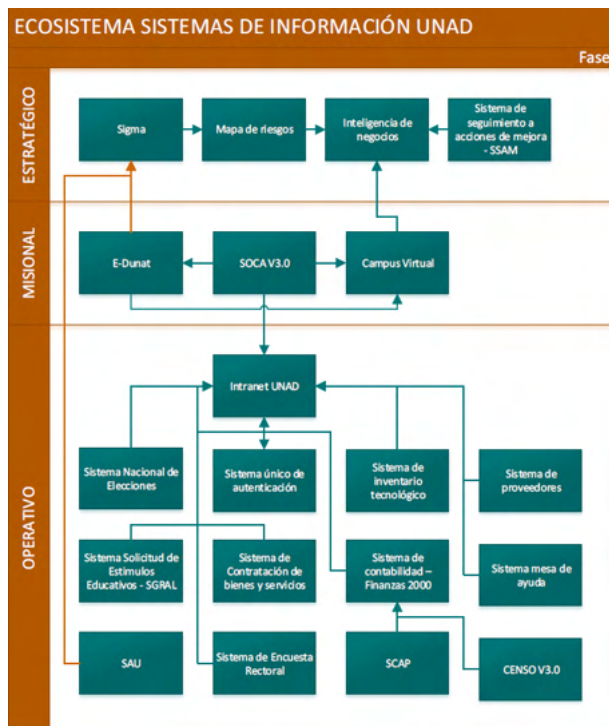 ECOSISTEMA SISTEMAS DE INFORMACIÓN UNAD
Fase
ESTRATÉGICO
Sigma
Mapa de riesgos
Inteligencia de
negocios
Sistema de
seguimiento a
acciones de mejora
- SSAM
MISIONAL
E-Dunat
SOCA V3.0
Campus Virtual
OPERATIVO
Intranet UNAD
Sistema Nacional de
Elecciones
Sistema único de
autenticación
Sistema de
inventario
tecnológico
Sistema de
proveedores
Sistema Solicitud de
Estímulos
Educativos - SGRAL
Sistema de
Contratación de
bienes y servicios
Sistema de
contabilidad –
Finanzas 2000
Sistema mesa de
ayuda
SAU
Sistema de Encuesta
Rectoral
SCAP
CENSO V3.0